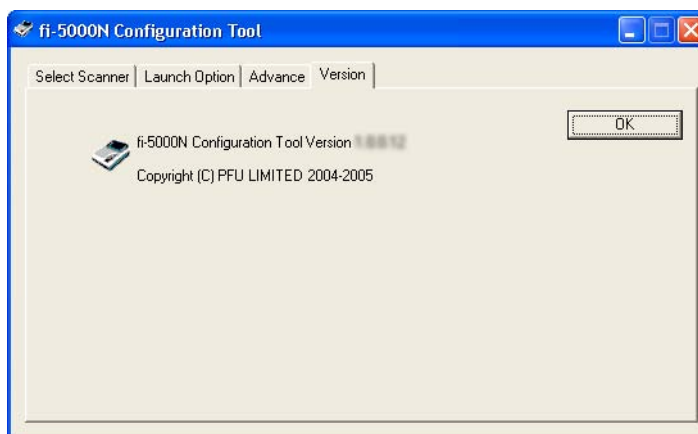 fi-5000N Configuration Tool
Select Scanner Launch Option Advance Version
OK
fi-5000N Configuration Tool Version
Copyright (C) PFU LIMITED 2004-2005